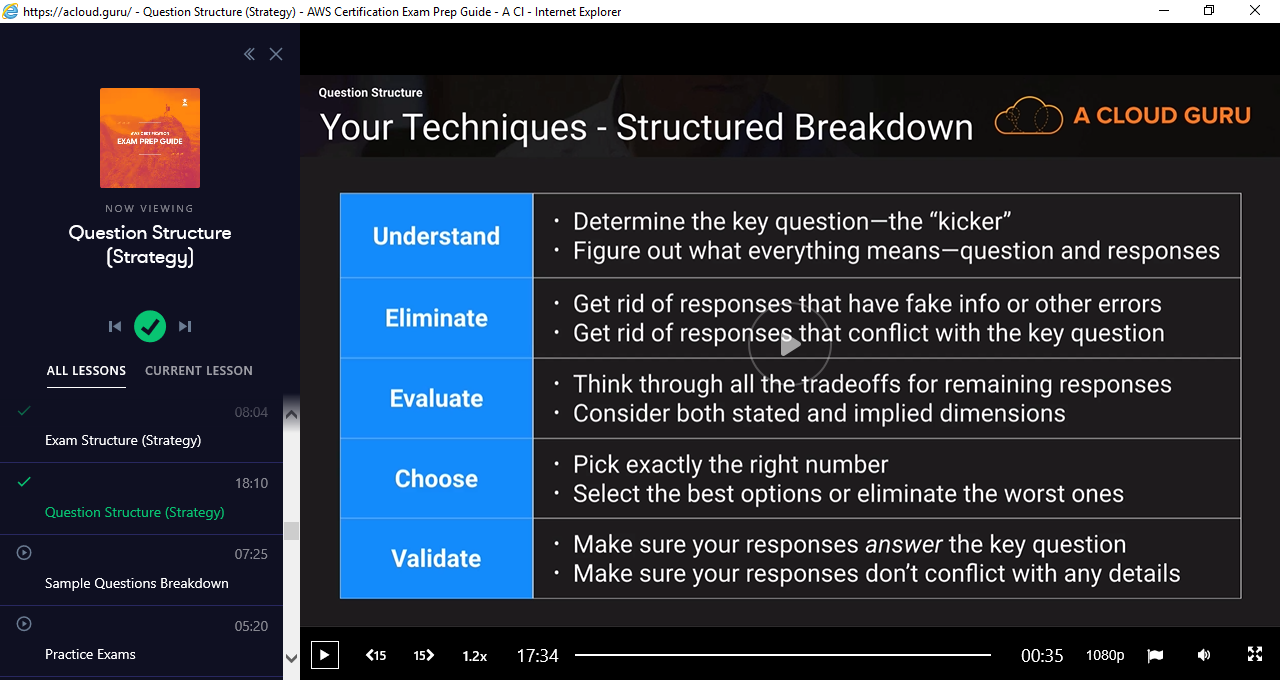 https://acloud.guru/ - Question Structure (Strategy) - AWS Certification Exam Prep Guide - A Cl - Internet Explorer
AWS CERTIFICATION
EXAM PREP GUIDE
NOW VIEWING
Question Structure
(Strategy)
ALL LESSONS
CURRENT LESSON
08:04
Exam Structure (Strategy)
18:10
Question Structure (Strategy)
07:25
Sample Questions Breakdown
05:20
Practice Exams
Question Structure
Your Techniques - Structured Breakdown
A CLOUD GURU
Understand
• Determine the key question—the “kicker”
• Figure out what everything means—question and responses
Eliminate
• Get rid of responses that have fake info or other errors
• Get rid of responses that conflict with the key question
Evaluate
• Think through all the tradeoffs for remaining responses
• Consider both stated and implied dimensions
Choose
• Pick exactly the right number
• Select the best options or eliminate the worst ones
Validate
• Make sure your responses answer the key question
• Make sure your responses don’t conflict with any details
15
15
1.2x
17:34
00:35
1080p